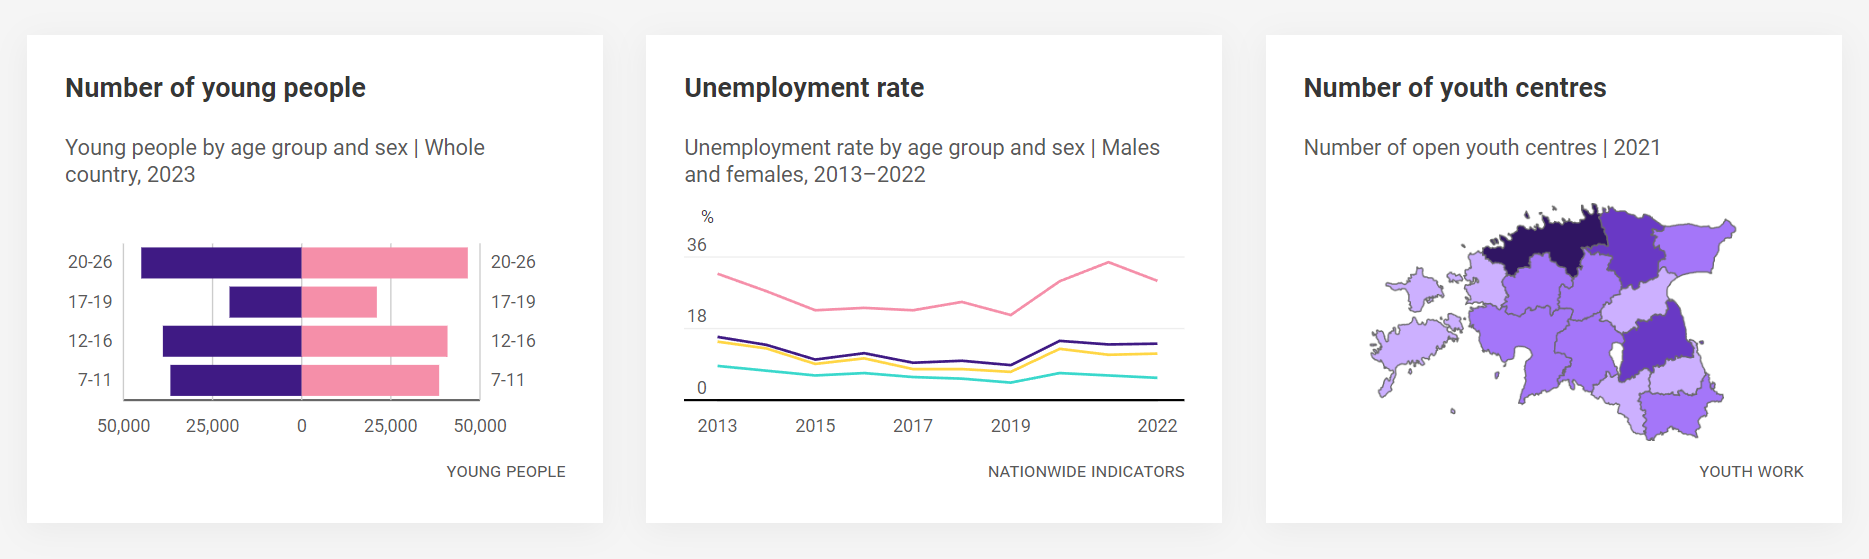 Number of young people
Young people by age group and sex | Whole
country, 2023
20-26 20-26
17-19 17-19
12-16 12-16
7-11 7-11
50,000 25,000 0 25,000 50,000
YOUNG PEOPLE
Unemployment rate
Unemployment rate by age group and sex | Males
and females, 2013–2022
%
36
18
0
2013 2015 2017 2019 2022
NATIONWIDE INDICATORS
Number of youth centres
Number of open youth centres | 2021
YOUTH WORK